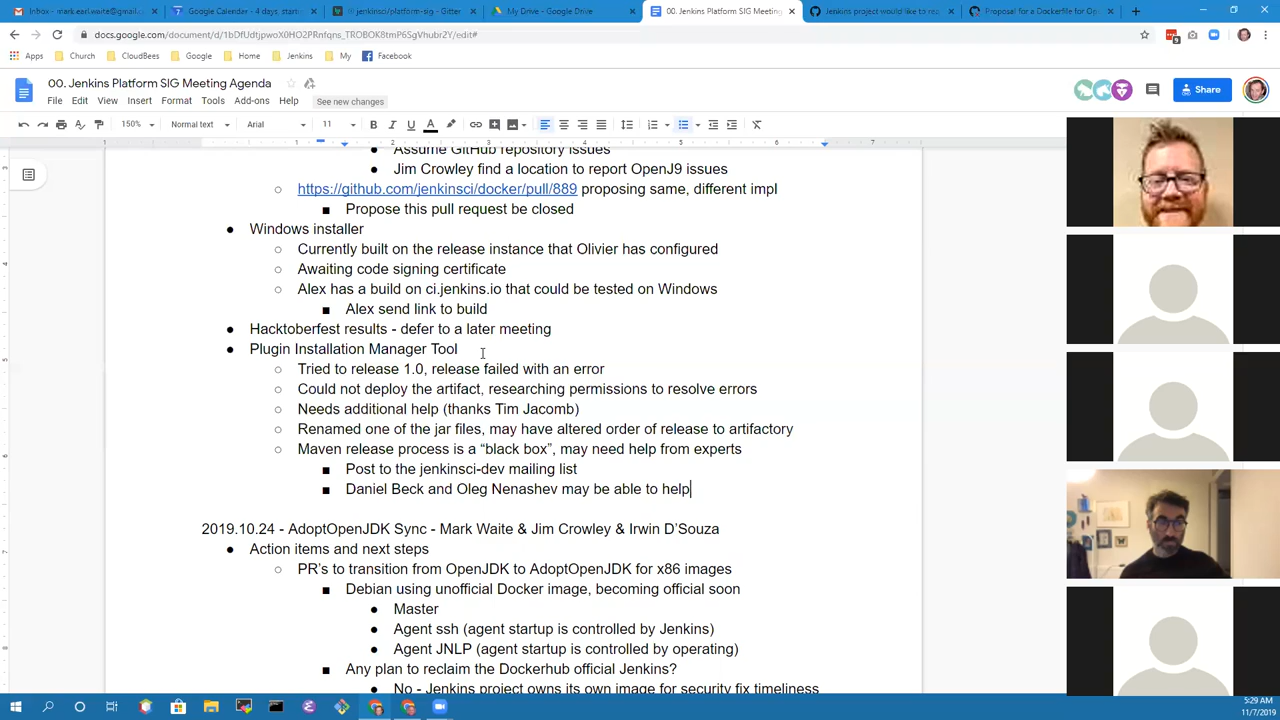 Inbox - mark.earl.waite@gmail.c
Google Calendar - 4 days, starti
jenkinsci/platform-sig - Gitter
My Drive - Google Drive
00. Jenkins Platform SIG Meeting
Jenkins project would like to rea
Proposal for a Dockerfile for Op
docs.google.com/document/d/1bDfUdtjpwoX0HO2PRnfqns_TROBOK8tmP6SgVhubr2Y/edit#
Apps
Church
CloudBees
Google
Home
Jenkins
My
Facebook
00. Jenkins Platform SIG Meeting Agenda
File Edit View Insert Format Tools Add-ons Help See new changes
Share
150% Normal text Arial 11
Assume GitHub repository issues
Jim Crowley find a location to report OpenJ9 issues
https://github.com/jenkinsci/docker/pull/889 proposing same, different impl
Propose this pull request be closed
Windows installer
Currently built on the release instance that Olivier has configured
Awaiting code signing certificate
Alex has a build on ci.jenkins.io that could be tested on Windows
Alex send link to build
Hacktoberfest results - defer to a later meeting
Plugin Installation Manager Tool
Tried to release 1.0, release failed with an error
Could not deploy the artifact, researching permissions to resolve errors
Needs additional help (thanks Tim Jacomb)
Renamed one of the jar files, may have altered order of release to artifactory
Maven release process is a “black box”, may need help from experts
Post to the jenkinsci-dev mailing list
Daniel Beck and Oleg Nenashev may be able to help
2019.10.24 - AdoptOpenJDK Sync - Mark Waite & Jim Crowley & Irwin D’Souza
Action items and next steps
PR’s to transition from OpenJDK to AdoptOpenJDK for x86 images
Debian using unofficial Docker image, becoming official soon
Master
Agent ssh (agent startup is controlled by Jenkins)
Agent JNLP (agent startup is controlled by operating)
Any plan to reclaim the Dockerhub official Jenkins?
No - Jenkins project owns its own image for security fix timeliness
5:29 AM
11/7/2019